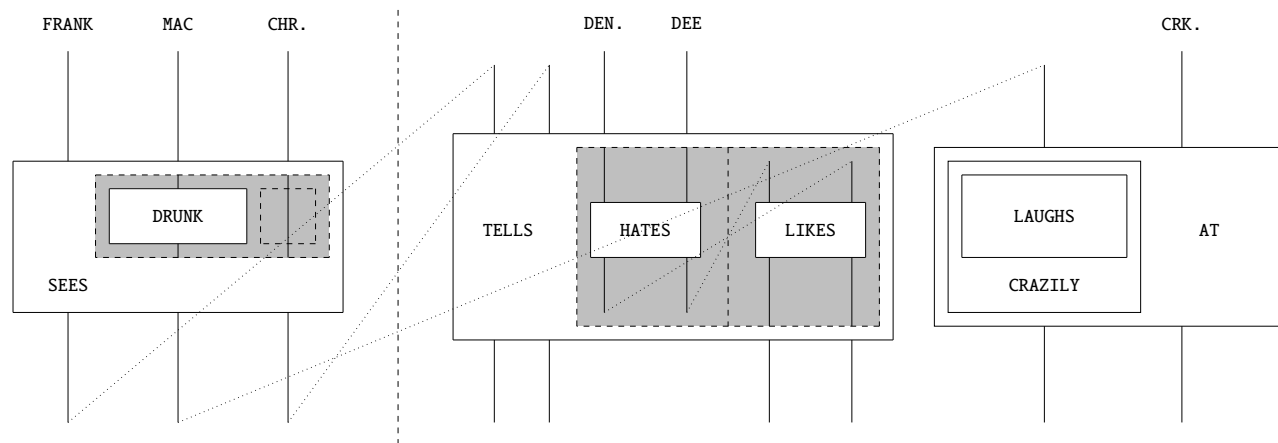 FRANK MAC CHR. DEN. DEE CRK.
DRUNK TELLS HATES LIKES LAUGHS AT
SEES CRAZILY